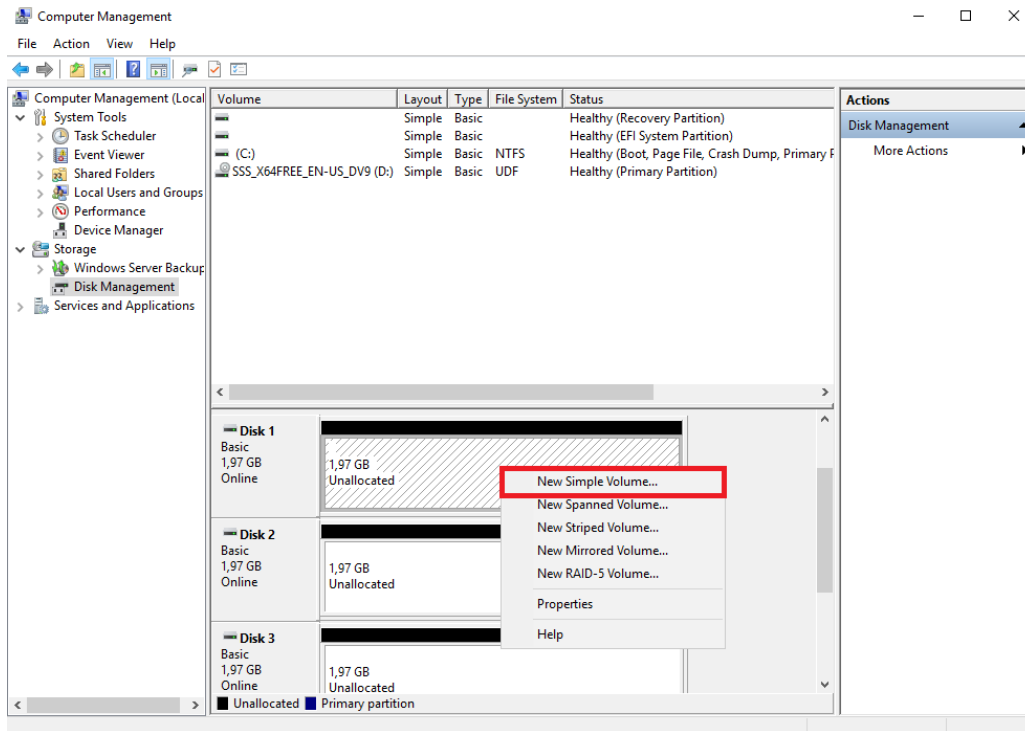 Computer Management
File Action View Help
Computer Management (Local
System Tools
Task Scheduler
Event Viewer
Shared Folders
Local Users and Groups
Performance
Device Manager
Storage
Windows Server Backup
Disk Management
Services and Applications
Volume Layout Type File System Status
Simple Basic Healthy (Recovery Partition)
Simple Basic Healthy (EFI System Partition)
(C:) Simple Basic NTFS Healthy (Boot, Page File, Crash Dump, Primary P
SSS_X64FREE_EN-US_DV9 (D:) Simple Basic UDF Healthy (Primary Partition)
Disk 1
Basic
1,97 GB
Online
1,97 GB
Unallocated
Disk 2
Basic
1,97 GB
Online
1,97 GB
Unallocated
Disk 3
Basic
1,97 GB
Online
1,97 GB
Unallocated
New Simple Volume...
New Spanned Volume...
New Striped Volume...
New Mirrored Volume...
New RAID-5 Volume...
Properties
Help
Unallocated Primary partition
Actions
Disk Management
More Actions